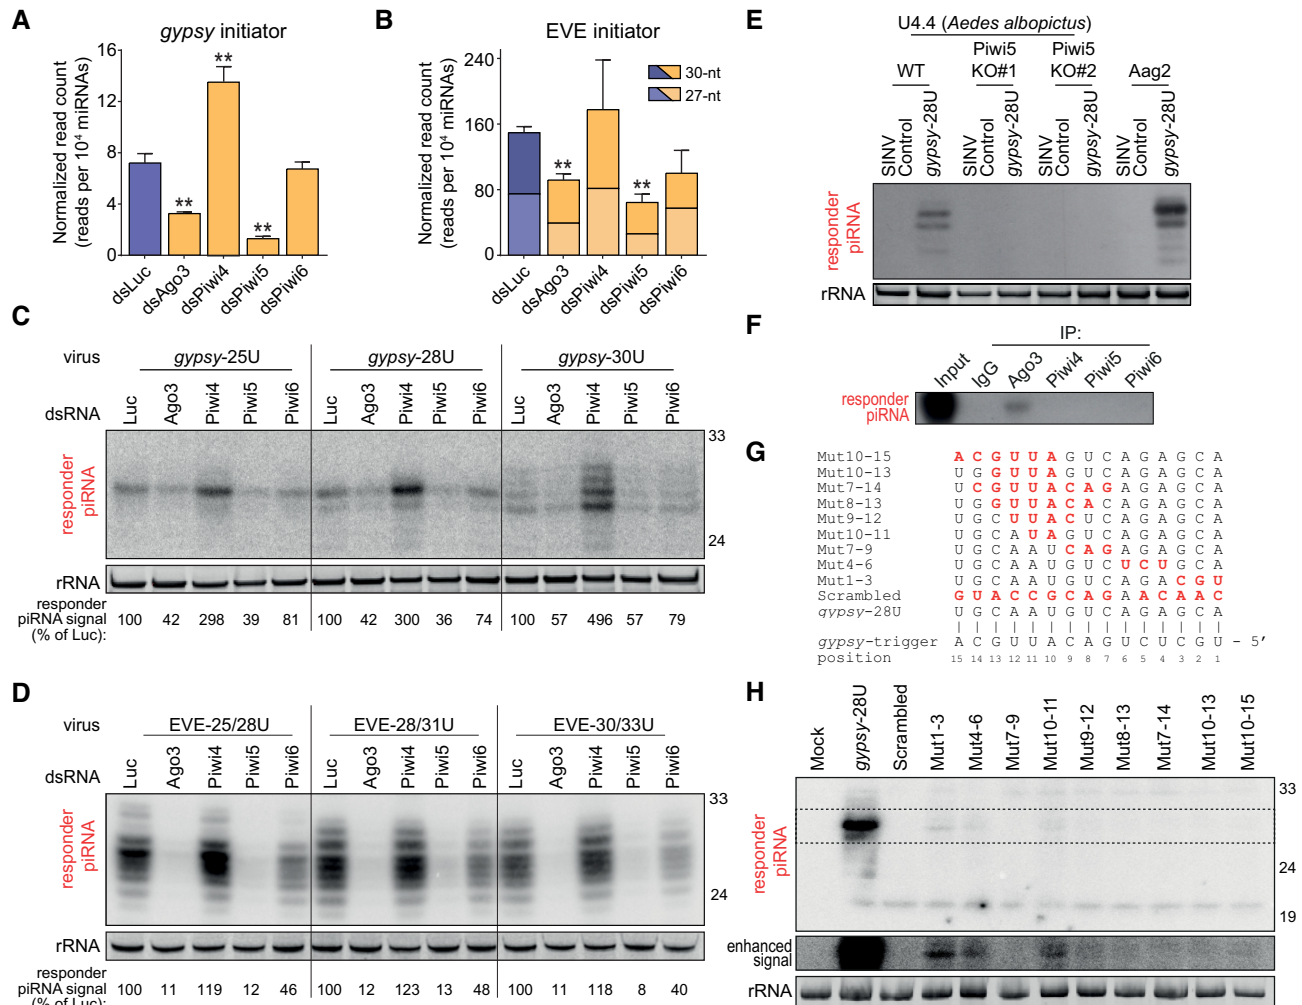 A
gypsy initiator
Normalized read count
(reads per 10⁴ miRNAs)
16
12
8
4
0
**
**
**
dsLuc
dsAgo3
dsPiwi4
dsPiwi5
dsPiwi6
B
EVE initiator
Normalized read count
(reads per 10⁴ miRNAs)
240
160
80
0
30-nt
27-nt
**
**
dsLuc
dsAgo3
dsPiwi4
dsPiwi5
dsPiwi6
C
virus gypsy-25U gypsy-28U gypsy-30U
dsRNA Luc Ago3 Piwi4 Piwi5 Piwi6 Luc Ago3 Piwi4 Piwi5 Piwi6 Luc Ago3 Piwi4 Piwi5 Piwi6
responder
piRNA
33
24
rRNA
responder
piRNA signal
(% of Luc):
100 42 298 39 81 100 42 300 36 74 100 57 496 57 79
D
virus EVE-25/28U EVE-28/31U EVE-30/33U
dsRNA Luc Ago3 Piwi4 Piwi5 Piwi6 Luc Ago3 Piwi4 Piwi5 Piwi6 Luc Ago3 Piwi4 Piwi5 Piwi6
responder
piRNA
33
24
rRNA
responder
piRNA signal
(% of Luc):
100 11 119 12 46 100 12 123 13 48 100 11 118 8 40
E
U4.4 (Aedes albopictus)
WT
Piwi5
KO#1
Piwi5
KO#2
Aag2
SINV
Control
gypsy-28U
SINV
Control
gypsy-28U
SINV
Control
gypsy-28U
SINV
Control
gypsy-28U
responder
piRNA
rRNA
F
IP:
Input IgG Ago3 Piwi4 Piwi5 Piwi6
responder
piRNA
G
Mut10-15 A C G U U A G U C A G A G C A
Mut10-13 U G G U U A G U C A G A G C A
Mut7-14 U C G U U A C A G A G A G C A
Mut8-13 U G G U U A C A C A G A G C A
Mut9-12 U G C U U A C U C A G A G C A
Mut10-11 U G C A U A G U C A G A G C A
Mut7-9 U G C A A U C A G A G A G C A
Mut4-6 U G C A A U G U C U C U G C A
Mut1-3 U G C A A U G U C A G A C G U
Scrambled G U A C C G C A G A A C A A C
gypsy-28U U G C A A U G U C A G A G C A
gypsy-trigger A C G U U A C A G U C U C G U - 5′
position 15 14 13 12 11 10 9 8 7 6 5 4 3 2 1
H
Mock gypsy-28U Scrambled Mut1-3 Mut4-6 Mut7-9 Mut10-11 Mut9-12 Mut8-13 Mut7-14 Mut10-13 Mut10-15
responder
piRNA
33
24
19
enhanced
signal
rRNA